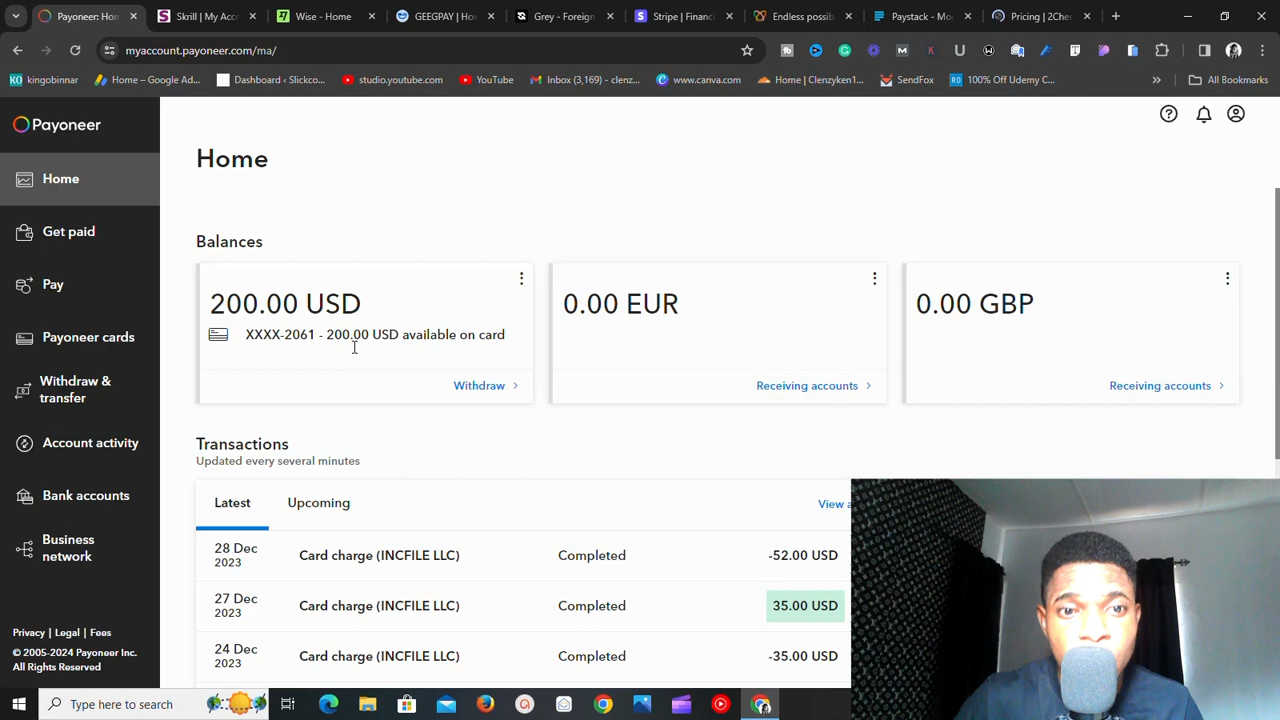 Payoneer: Ho
Skrill | My Acc
Wise - Home
GEEGPAY | Ho
Grey - Foreign
Stripe | Financ
Endless possib
Paystack - Mo
Pricing | 2Che
myaccount.payoneer.com/ma/
kingobinnar
Home – Google Ad...
Dashboard ‹ Slickco...
studio.youtube.com
YouTube
Inbox (3,169) - clenz...
www.canva.com
Home | Clenzyken1...
SendFox
100% Off Udemy C...
All Bookmarks
Payoneer
Home
Get paid
Pay
Payoneer cards
Withdraw &
transfer
Account activity
Bank accounts
Business
network
Privacy | Legal | Fees
© 2005-2024 Payoneer Inc.
All Rights Reserved
Home
Balances
200.00 USD
XXXX-2061 - 200.00 USD available on card
Withdraw
0.00 EUR
Receiving accounts
0.00 GBP
Receiving accounts
Transactions
Updated every several minutes
Latest
Upcoming
View a
28 Dec
2023
Card charge (INCFILE LLC)
Completed
-52.00 USD
27 Dec
2023
Card charge (INCFILE LLC)
Completed
35.00 USD
24 Dec
2023
Card charge (INCFILE LLC)
Completed
-35.00 USD
Type here to search